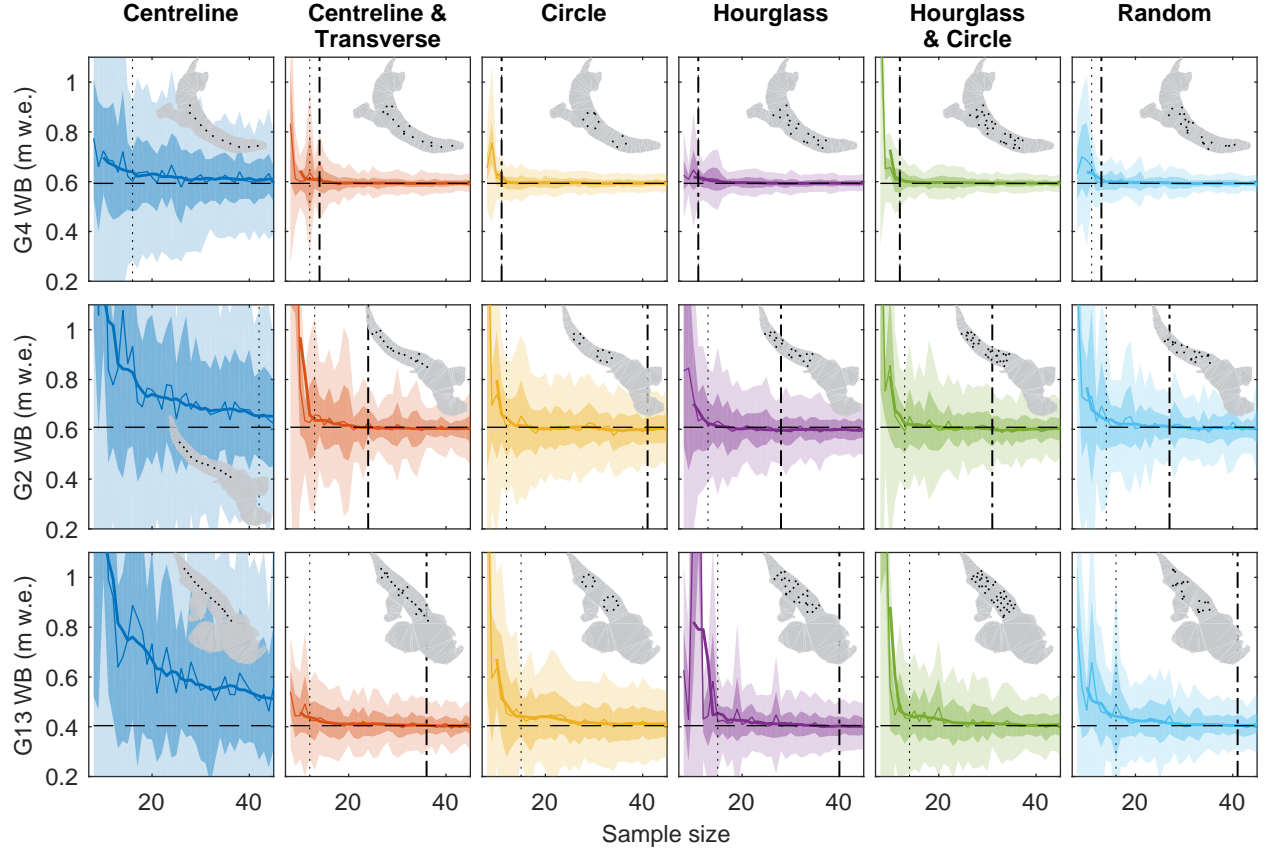 Centreline
Centreline &
Transverse
Circle
Hourglass
Hourglass
& Circle
Random
G4 WB (m w.e.)
1
0.8
0.6
0.4
0.2
G2 WB (m w.e.)
1
0.8
0.6
0.4
0.2
G13 WB (m w.e.)
1
0.8
0.6
0.4
0.2
20 40 20 40 20 40 20 40 20 40 20 40
Sample size